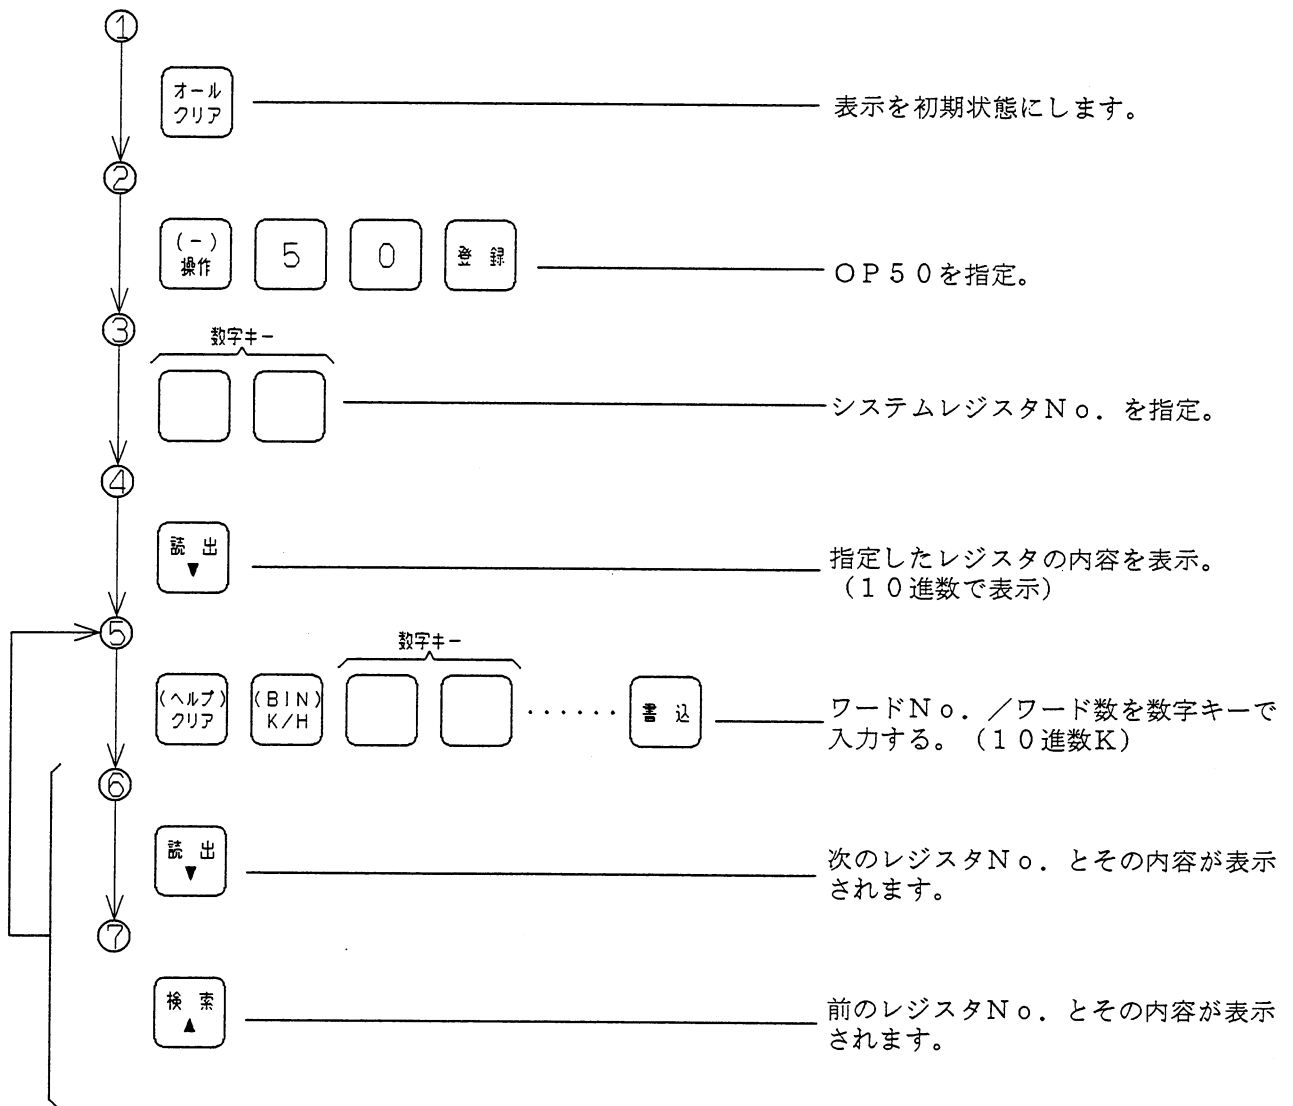 ①
オール
クリア
表示を初期状態にします。
②
(-)
操作
5
0
登 録
OP50を指定。
③
数字キー
システムレジスタNo. を指定。
④
読 出
▼
指定したレジスタの内容を表示。
(10進数で表示)
⑤
数字キー
(ヘルプ)
クリア
(BIN)
K/H
······
書 込
ワードNo. /ワード数を数字キーで
入力する。 (10進数K)
⑥
読 出
▼
次のレジスタNo. とその内容が表示
されます。
⑦
検 索
▲
前のレジスタNo. とその内容が表示
されます。